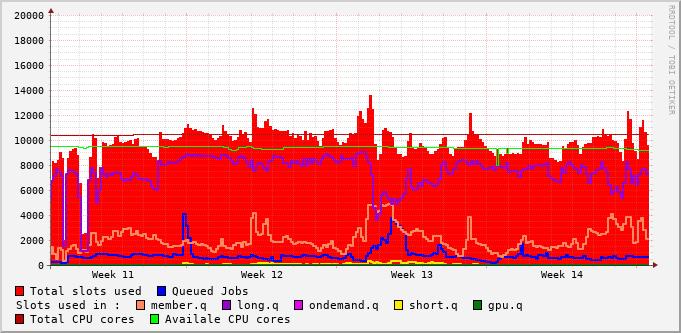 RRDTOOL / TOBI OETIKER
20000
18000
16000
14000
12000
10000
8000
6000
4000
2000
0
Week 11 Week 12 Week 13 Week 14
Total slots used Queued Jobs
Slots used in : member.q long.q ondemand.q short.q gpu.q
Total CPU cores Availale CPU cores